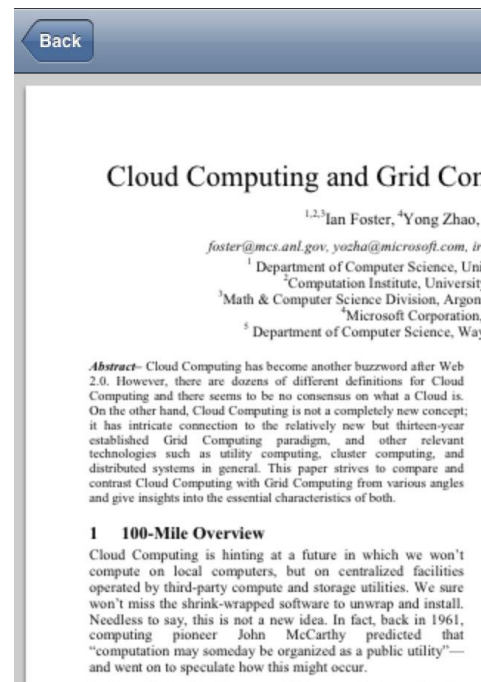 Back
Cloud Computing and Grid Co
1,2,3Ian Foster, 4Yong Zhao,
foster@mcs.anl.gov, yozha@microsoft.com,
1 Department of Computer Science, Uni
2Computation Institute, University
3Math & Computer Science Division, Argon
4Microsoft Corporation,
5 Department of Computer Science, Way
Abstract– Cloud Computing has become another buzzword after Web
2.0. However, there are dozens of different definitions for Cloud
Computing and there seems to be no consensus on what a Cloud is.
On the other hand, Cloud Computing is not a completely new concept;
it has intricate connection to the relatively new but thirteen-year
established Grid Computing paradigm, and other relevant
technologies such as utility computing, cluster computing, and
distributed systems in general. This paper strives to compare and
contrast Cloud Computing with Grid Computing from various angles
and give insights into the essential characteristics of both.
1 100-Mile Overview
Cloud Computing is hinting at a future in which we won’t
compute on local computers, but on centralized facilities
operated by third-party compute and storage utilities. We sure
won’t miss the shrink-wrapped software to unwrap and install.
Needless to say, this is not a new idea. In fact, back in 1961,
computing pioneer John McCarthy predicted that
“computation may someday be organized as a public utility”—
and went on to speculate how this might occur.